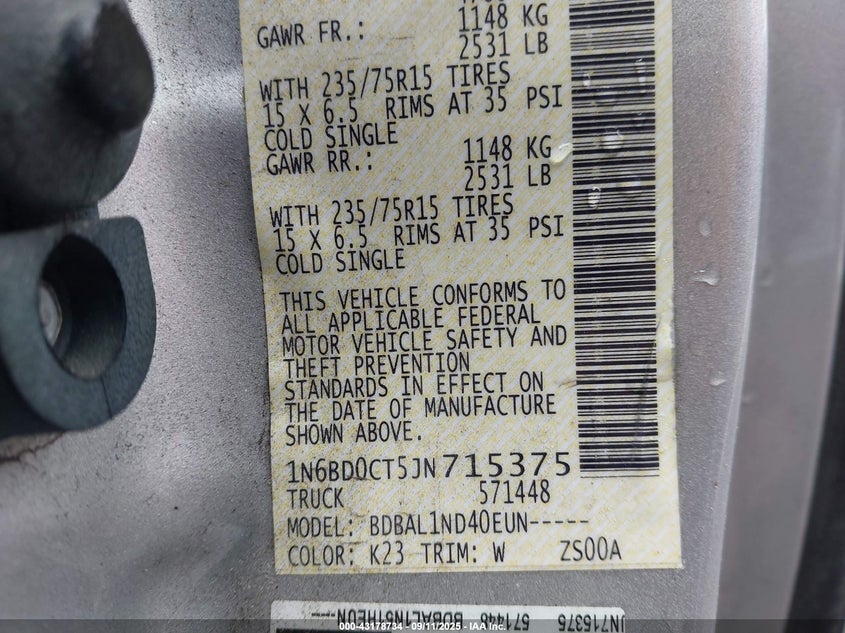 GAWR FR.: 1148 KG
2531 LB
WITH 235/75R15 TIRES
15 X 6.5 RIMS AT 35 PSI
COLD SINGLE
GAWR RR.: 1148 KG
2531 LB
WITH 235/75R15 TIRES
15 X 6.5 RIMS AT 35 PSI
COLD SINGLE
THIS VEHICLE CONFORMS TO
ALL APPLICABLE FEDERAL
MOTOR VEHICLE SAFETY AND
THEFT PREVENTION
STANDARDS IN EFFECT ON
THE DATE OF MANUFACTURE
SHOWN ABOVE.
1N6BD0CT5JN715375
TRUCK 571448
MODEL: BDBAL1ND40EUN-----
COLOR: K23 TRIM: W ZS00A
000-43178734 - 09/11/2025 - IAA Inc.